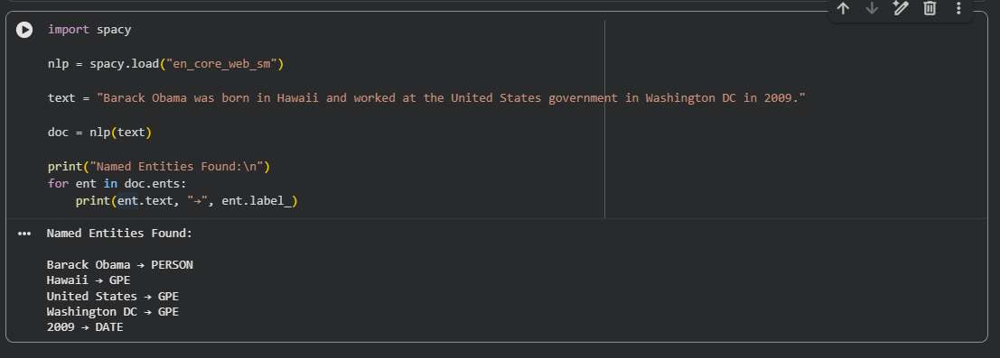 import spacy
nlp = spacy.load("en_core_web_sm")
text = "Barack Obama was born in Hawaii and worked at the United States government in Washington DC in 2009."
doc = nlp(text)
print("Named Entities Found:\n")
for ent in doc.ents:
    print(ent.text, "→", ent.label_)
Named Entities Found:
Barack Obama → PERSON
Hawaii → GPE
United States → GPE
Washington DC → GPE
2009 → DATE